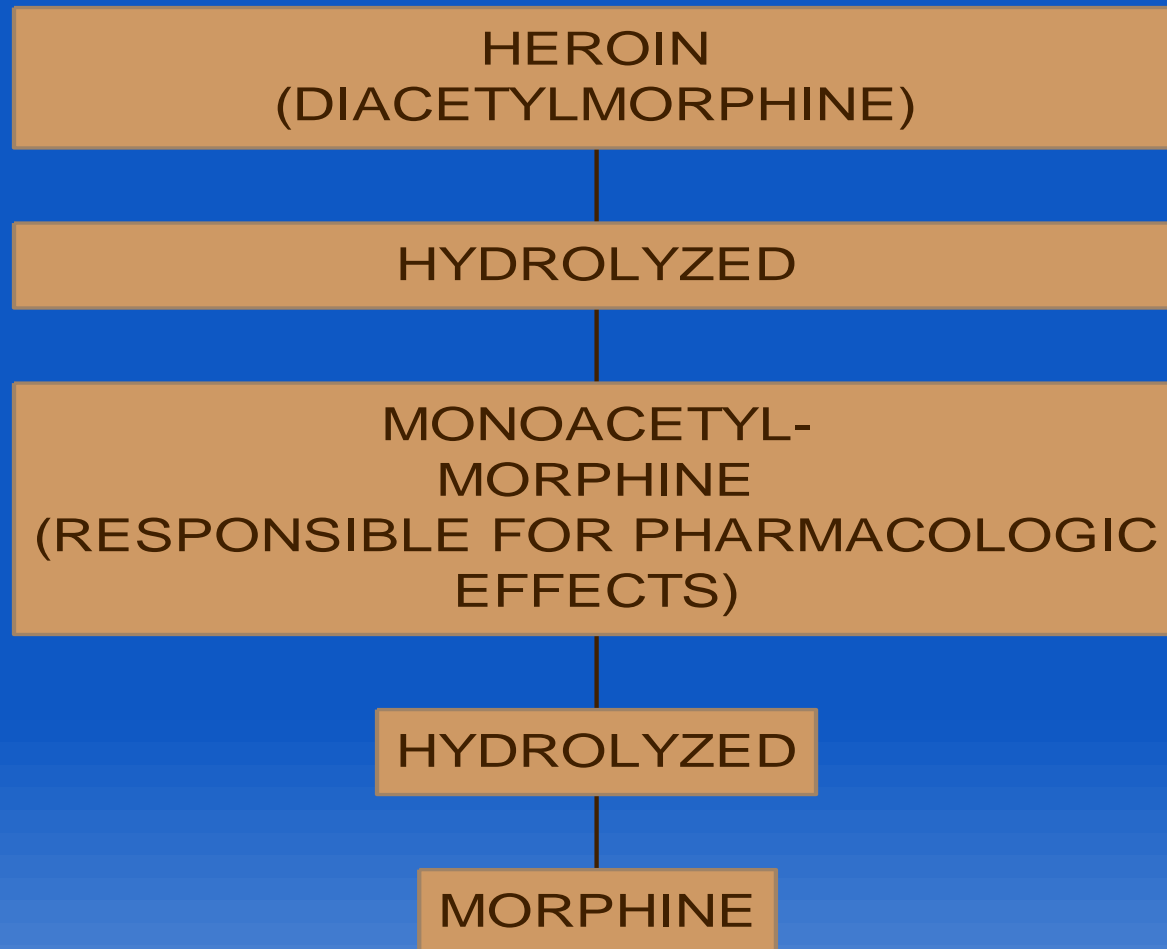 HEROIN
(DIACETYLMORPHINE)
HYDROLYZED
MONOACETYL-
MORPHINE
(RESPONSIBLE FOR PHARMACOLOGIC
EFFECTS)
HYDROLYZED
MORPHINE